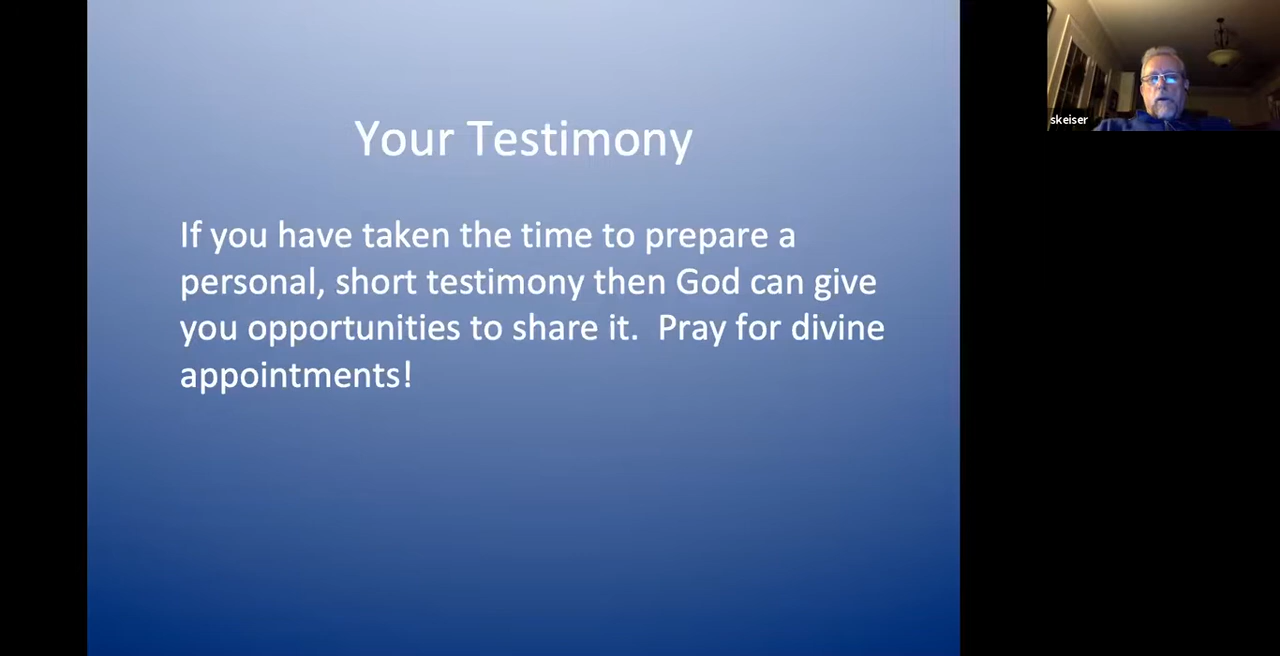 Your Testimony
If you have taken the time to prepare a
personal, short testimony then God can give
you opportunities to share it.  Pray for divine
appointments!
skeiser